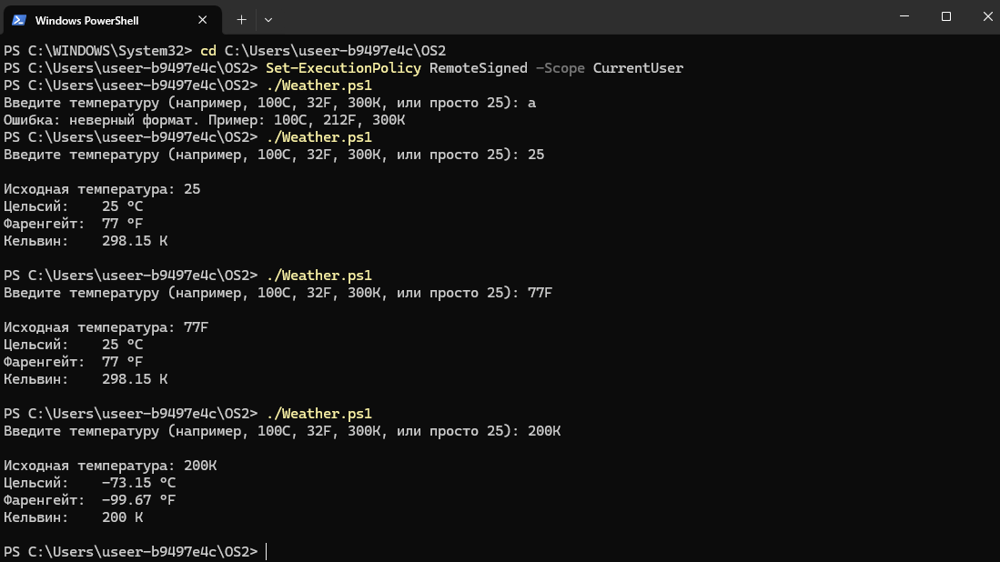 Windows PowerShell
PS C:\WINDOWS\System32> cd C:\Users\useer-b9497e4c\OS2
PS C:\Users\useer-b9497e4c\OS2> Set-ExecutionPolicy RemoteSigned -Scope CurrentUser
PS C:\Users\useer-b9497e4c\OS2> ./Weather.ps1
Введите температуру (например, 100C, 32F, 300K, или просто 25): a
Ошибка: неверный формат. Пример: 100C, 212F, 300K
PS C:\Users\useer-b9497e4c\OS2> ./Weather.ps1
Введите температуру (например, 100C, 32F, 300K, или просто 25): 25
Исходная температура: 25
Цельсий:    25 °C
Фаренгейт:  77 °F
Кельвин:    298.15 K
PS C:\Users\useer-b9497e4c\OS2> ./Weather.ps1
Введите температуру (например, 100C, 32F, 300K, или просто 25): 77F
Исходная температура: 77F
Цельсий:    25 °C
Фаренгейт:  77 °F
Кельвин:    298.15 K
PS C:\Users\useer-b9497e4c\OS2> ./Weather.ps1
Введите температуру (например, 100C, 32F, 300K, или просто 25): 200K
Исходная температура: 200K
Цельсий:    -73.15 °C
Фаренгейт:  -99.67 °F
Кельвин:    200 K
PS C:\Users\useer-b9497e4c\OS2>